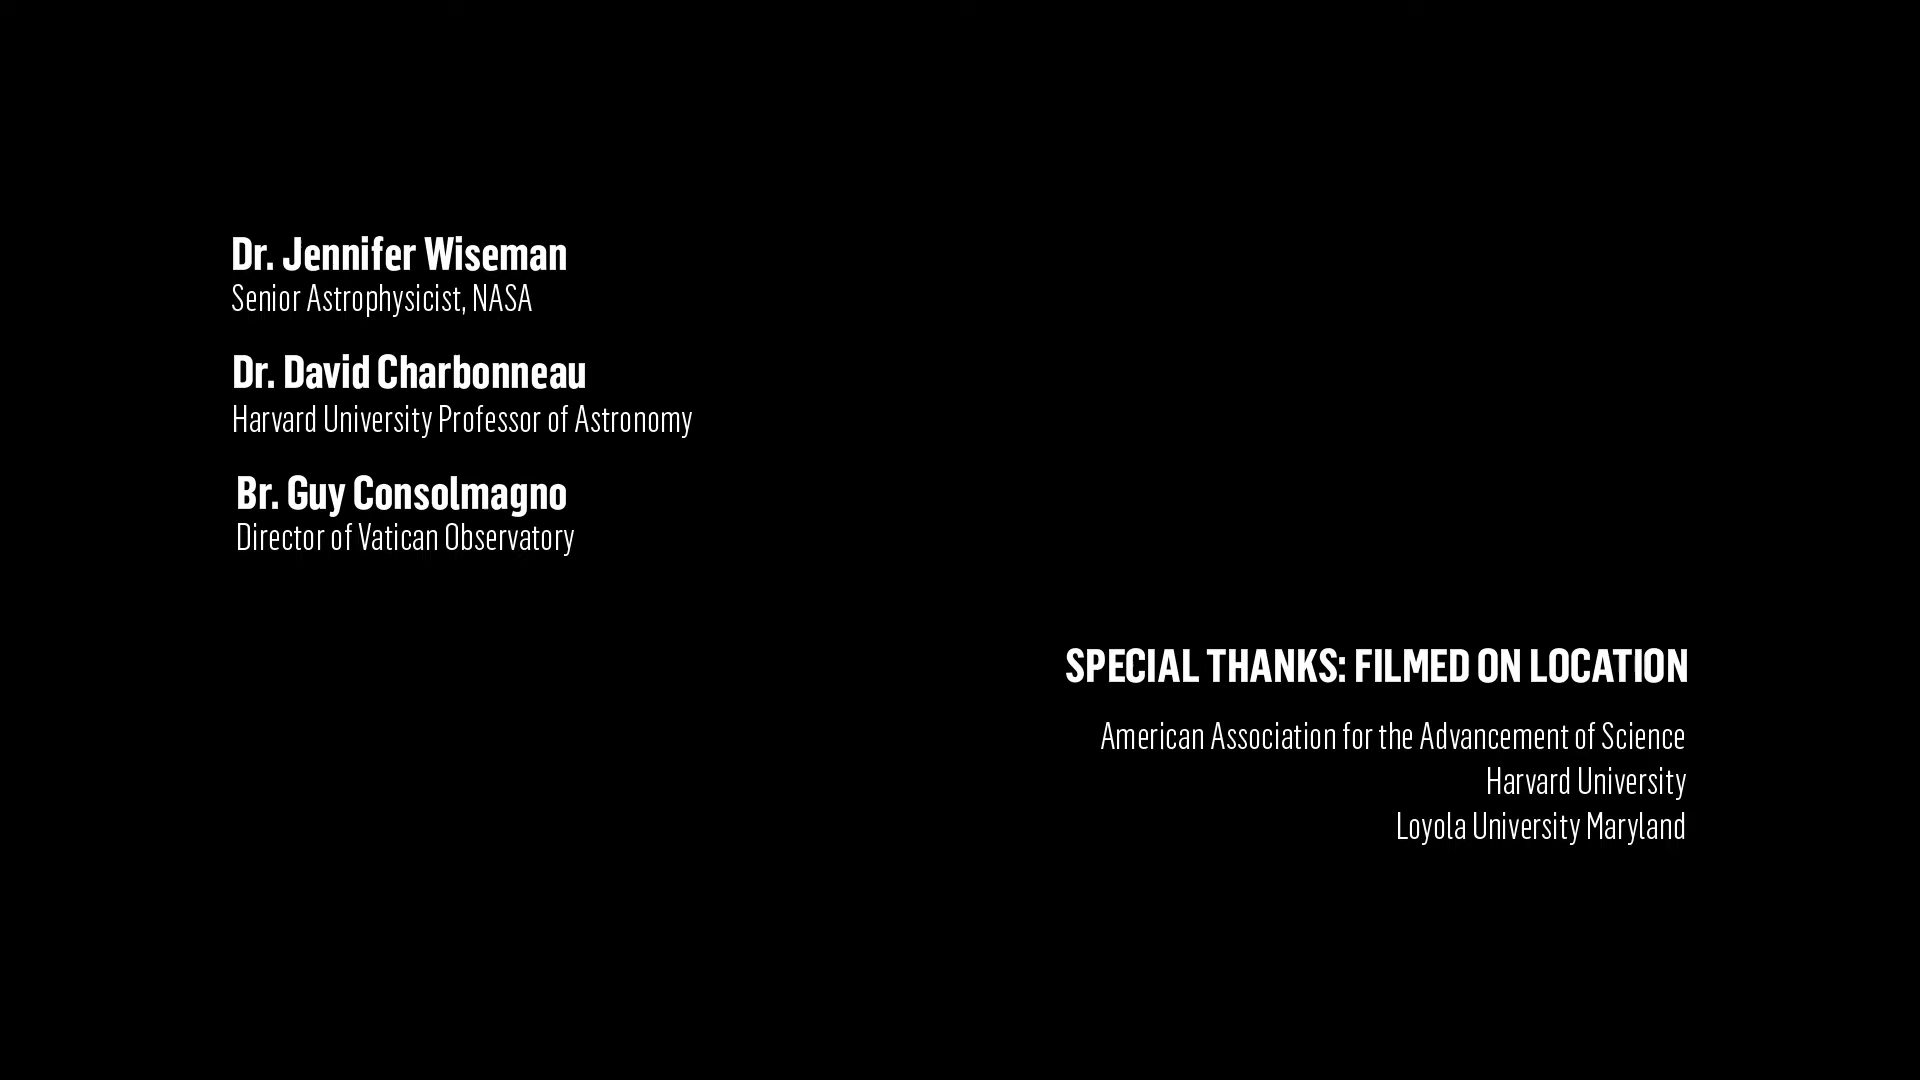 Dr. Jennifer Wiseman
Senior Astrophysicist, NASA
Dr. David Charbonneau
Harvard University Professor of Astronomy
Br. Guy Consolmagno
Director of Vatican Observatory
SPECIAL THANKS: FILMED ON LOCATION
American Association for the Advancement of Science
Harvard University
Loyola University Maryland